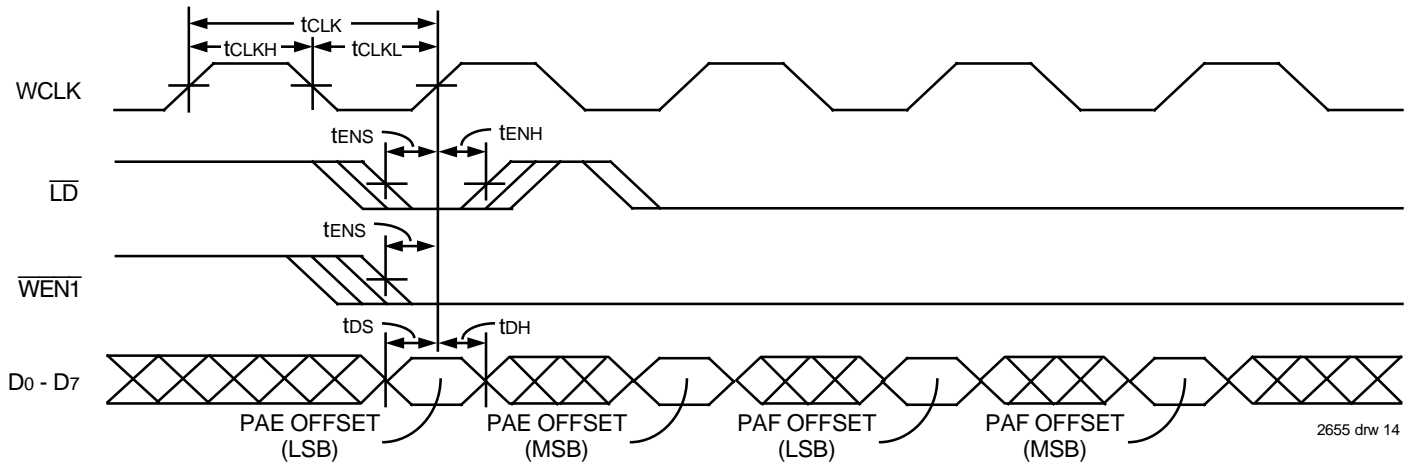 tCLK
tCLKH tCLKL
WCLK
tENS tENH
LD
tENS
WEN1
tDS tDH
D0 - D7
PAE OFFSET (LSB)
PAE OFFSET (MSB)
PAF OFFSET (LSB)
PAF OFFSET (MSB)
2655 drw 14